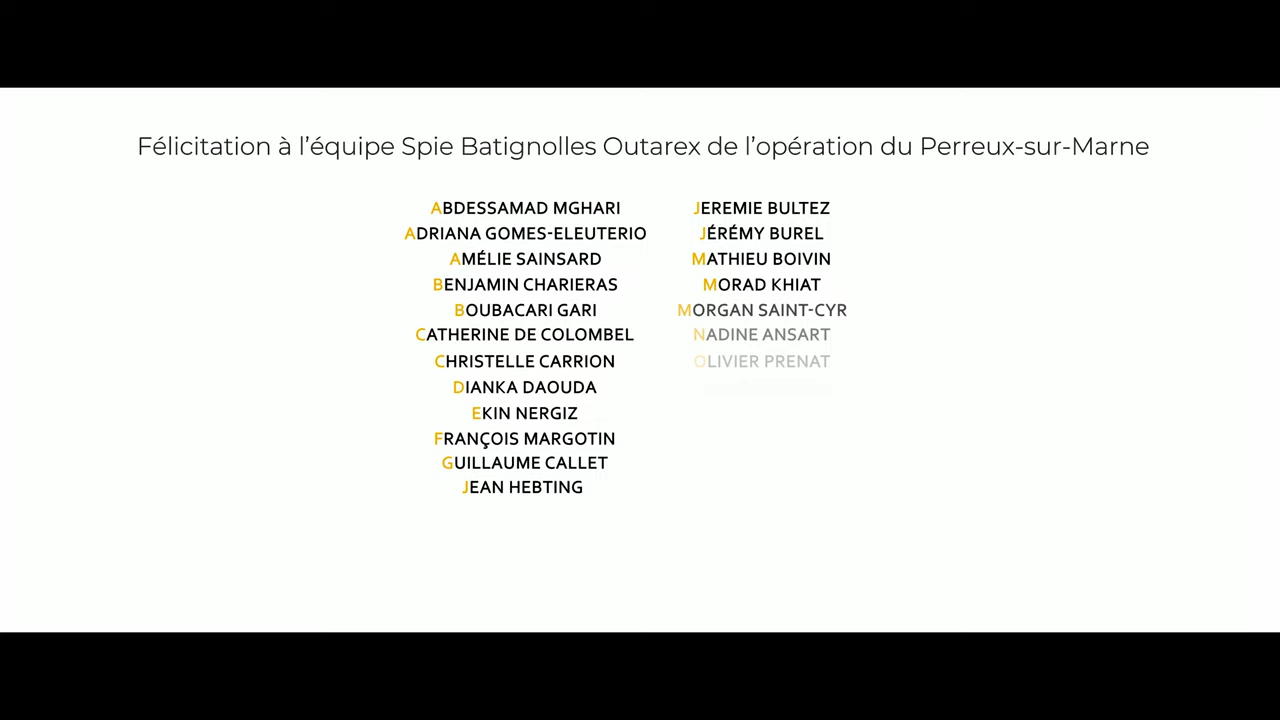 Félicitation à l’équipe Spie Batignolles Outarex de l’opération du Perreux-sur-Marne
ABDESSAMAD MGHARI
ADRIANA GOMES-ELEUTERIO
AMÉLIE SAINSARD
BENJAMIN CHARIERAS
BOUBACARI GARI
CATHERINE DE COLOMBEL
CHRISTELLE CARRION
DIANKA DAOUDA
EKIN NERGIZ
FRANÇOIS MARGOTIN
GUILLAUME CALLET
JEAN HEBTING
JEREMIE BULTEZ
JÉRÉMY BUREL
MATHIEU BOIVIN
MORAD KHIAT
MORGAN SAINT-CYR
NADINE ANSART
OLIVIER PRENAT